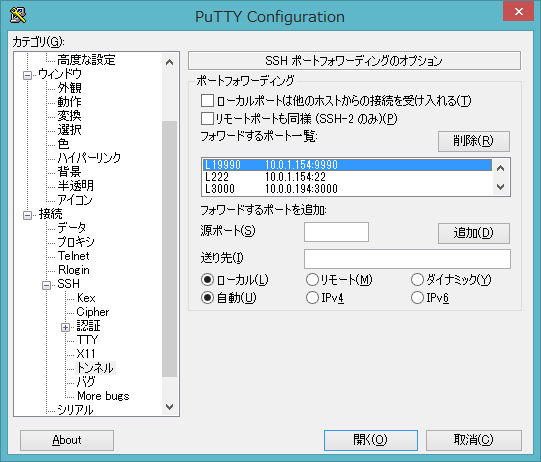 PuTTY Configuration
カテゴリ(G):
高度な設定
ウィンドウ
外観
動作
変換
選択
色
ハイパーリンク
背景
半透明
アイコン
接続
データ
プロキシ
Telnet
Rlogin
SSH
Kex
Cipher
認証
TTY
X11
トンネル
バグ
More bugs
シリアル
SSH ポートフォワーディングのオプション
ポートフォワーディング
ローカルポートは他のホストからの接続を受け入れる(T)
リモートポートも同様 (SSH-2 のみ)(P)
フォワードするポート一覧:
削除(R)
L19990 10.0.1.154:9990
L222 10.0.1.154:22
L3000 10.0.0.194:3000
フォワードするポートを追加:
源ポート(S)
追加(D)
送り先(I)
ローカル(L) リモート(M) ダイナミック(Y)
自動(U) IPv4 IPv6
About
開く(O)
取消(C)